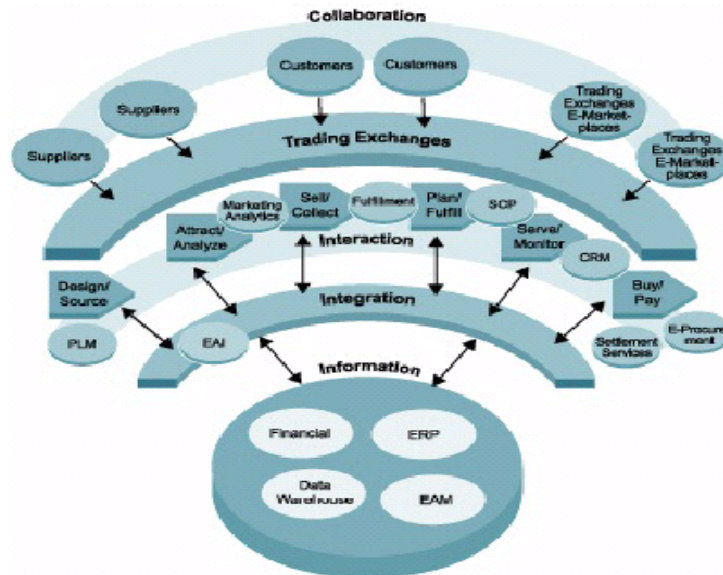 Collaboration
Customers
Customers
Suppliers
Suppliers
Trading
Exchanges
E-Market-
places
Trading
Exchanges
E-Market-
places
Trading Exchanges
Design/
Source
PLM
Attract/
Analyze
Marketing
Analytics
Sell/
Collect
Fulfillment
Plan/
Fulfill
SCP
Serve/
Monitor
CRM
Buy/
Pay
Settlement
Services
E-Procure
ment
Interaction
Integration
EAI
Information
Financial
ERP
Data
Warehouse
EAM